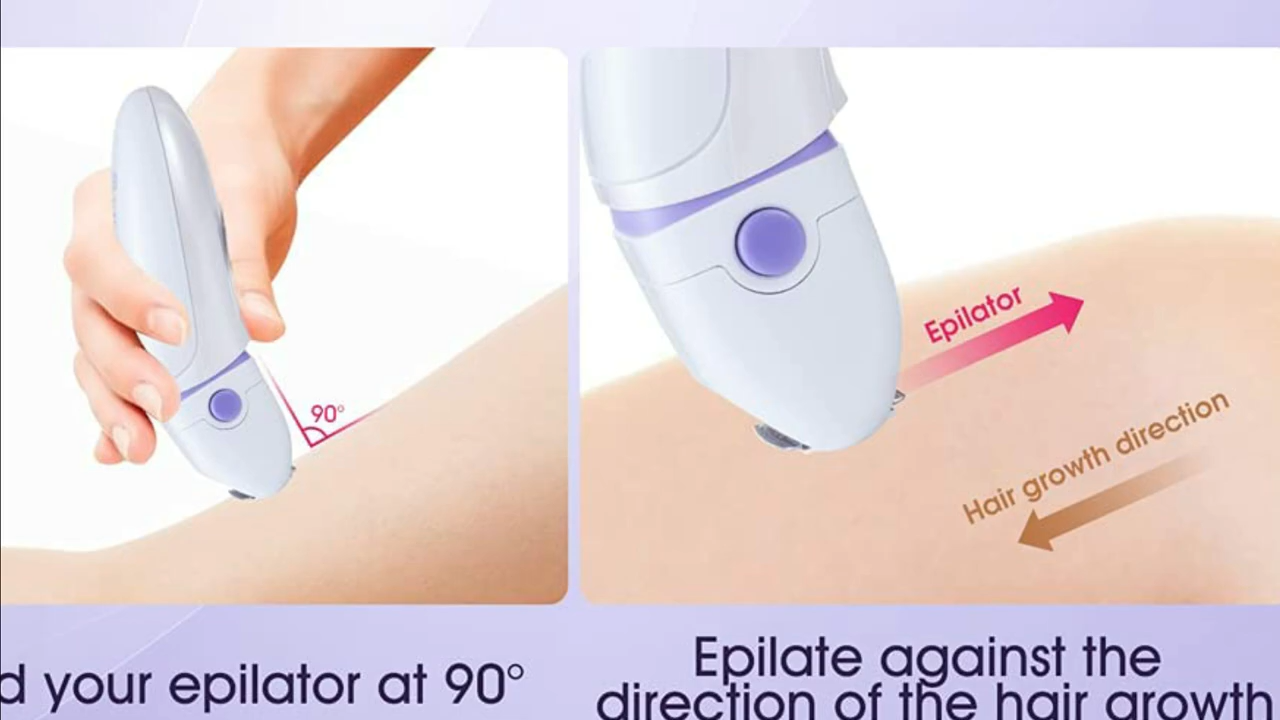 90°
d your epilator at 90°
Epilator
Hair growth direction
Epilate against the
direction of the hair growth